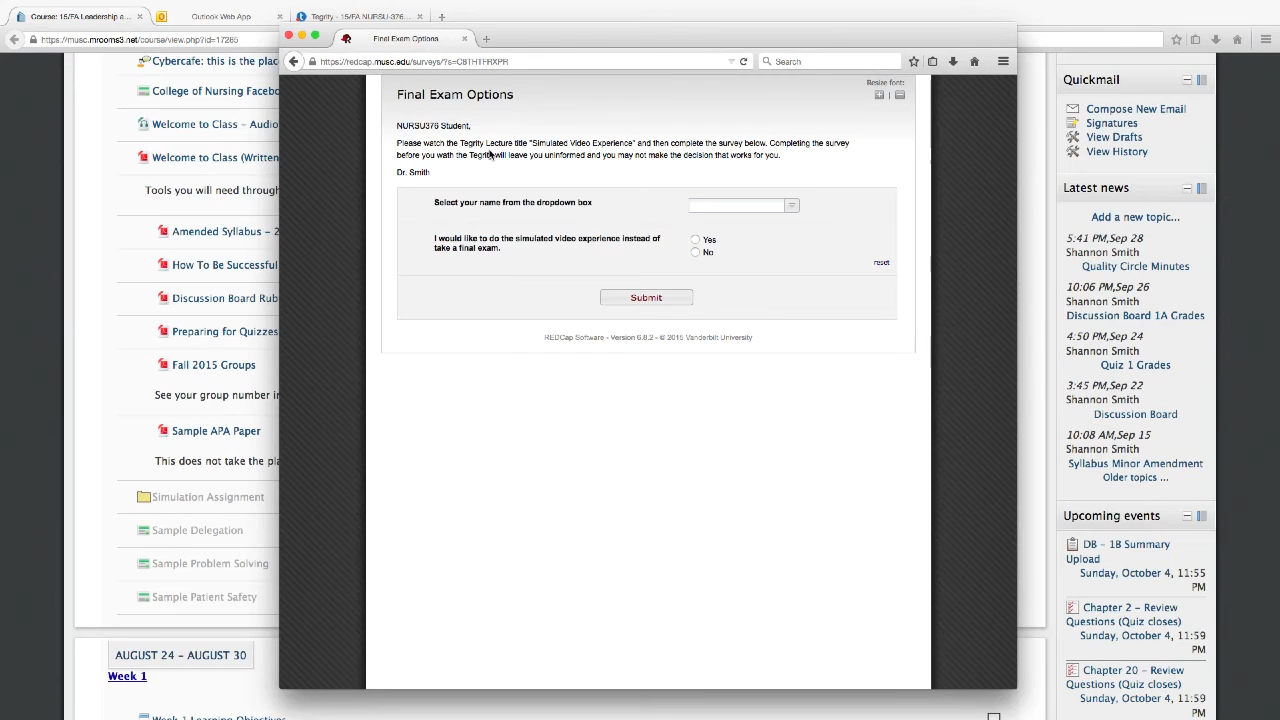 Course: 15/FA Leadership a...
Outlook Web App
Tegrity - 15/FA NURSU-376...
https://musc.mrooms3.net/course/view.php?id=17285
Final Exam Options
https://redcap.musc.edu/surveys/?s=C8THTFRXPR
Search
Cybercafe: this is the place
College of Nursing Facebo
Welcome to Class - Audio
Welcome to Class (Written
Tools you will need through
Amended Syllabus - 2
How To Be Successful
Discussion Board Rub
Preparing for Quizzes
Fall 2015 Groups
See your group number in
Sample APA Paper
This does not take the pla
Simulation Assignment
Sample Delegation
Sample Problem Solving
Sample Patient Safety
AUGUST 24 - AUGUST 30
Week 1
Week 1 Learning Objectives
Resize font:
Final Exam Options
NURSU376 Student,
Please watch the Tegrity Lecture title "Simulated Video Experience" and then complete the survey below. Completing the survey
before you wath the Tegrity will leave you uninformed and you may not make the decision that works for you.
Dr. Smith
Select your name from the dropdown box
I would like to do the simulated video experience instead of
take a final exam.
Yes
No
reset
Submit
REDCap Software - Version 6.8.2 - © 2015 Vanderbilt University
Quickmail
Compose New Email
Signatures
View Drafts
View History
Latest news
Add a new topic...
5:41 PM,Sep 28
Shannon Smith
Quality Circle Minutes
10:06 PM,Sep 26
Shannon Smith
Discussion Board 1A Grades
4:50 PM,Sep 24
Shannon Smith
Quiz 1 Grades
3:45 PM,Sep 22
Shannon Smith
Discussion Board
10:08 AM,Sep 15
Shannon Smith
Syllabus Minor Amendment
Older topics ...
Upcoming events
DB - 1B Summary
Upload
Sunday, October 4, 11:55
PM
Chapter 2 - Review
Questions (Quiz closes)
Sunday, October 4, 11:59
PM
Chapter 20 - Review
Questions (Quiz closes)
Sunday, October 4, 11:59
PM